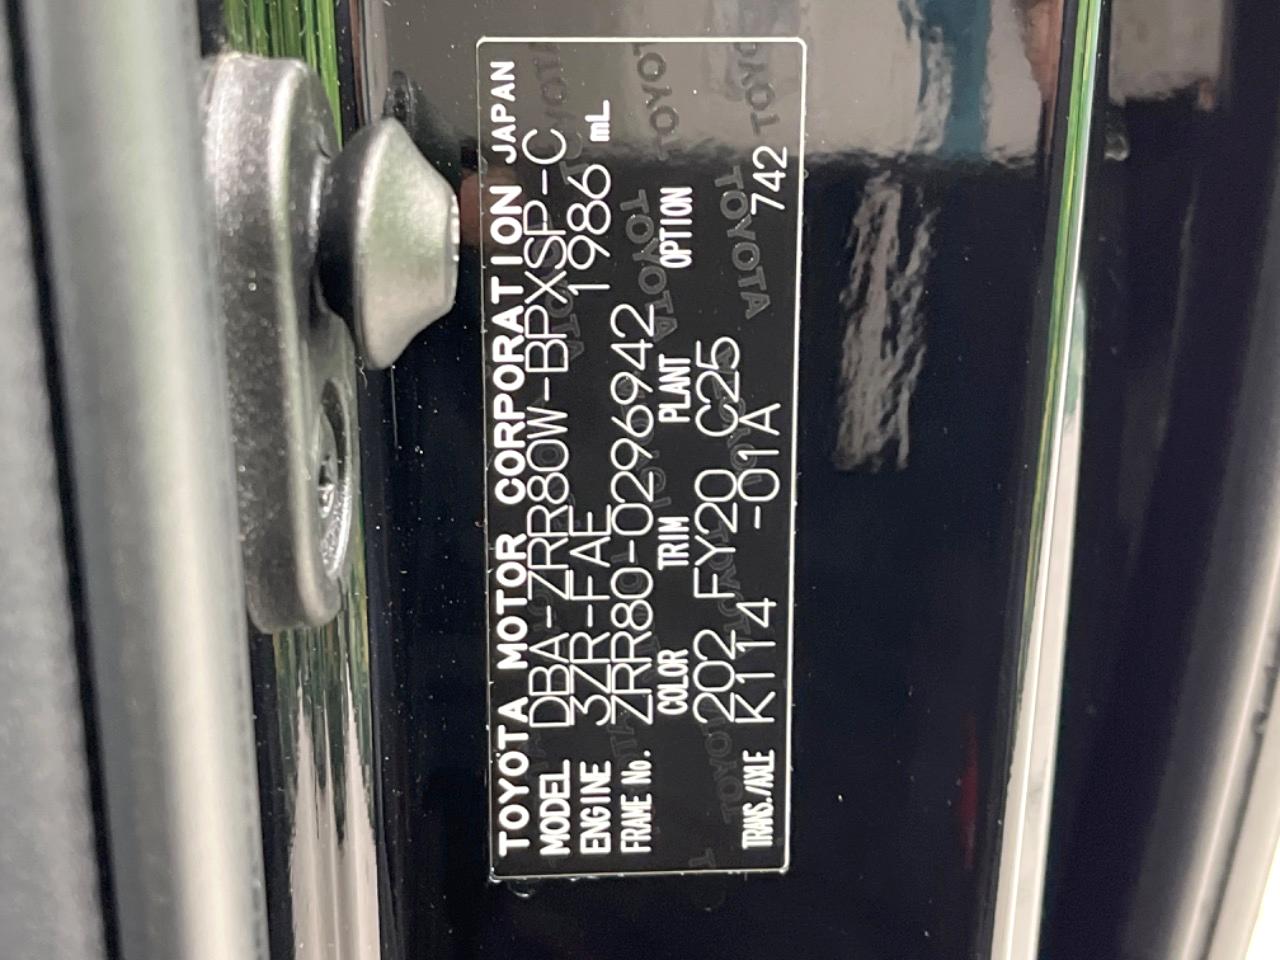 TOYOTA MOTOR CORPORATION JAPAN
MODEL DBA-ZRR80W-BPXSP-C
ENGINE 3ZR-FAE 1986 mL
FRAME No. ZRR80-0296942
COLOR TRIM PLANT OPTION
202 FY20 C25
TRANS./AXLE K114 -01A 742